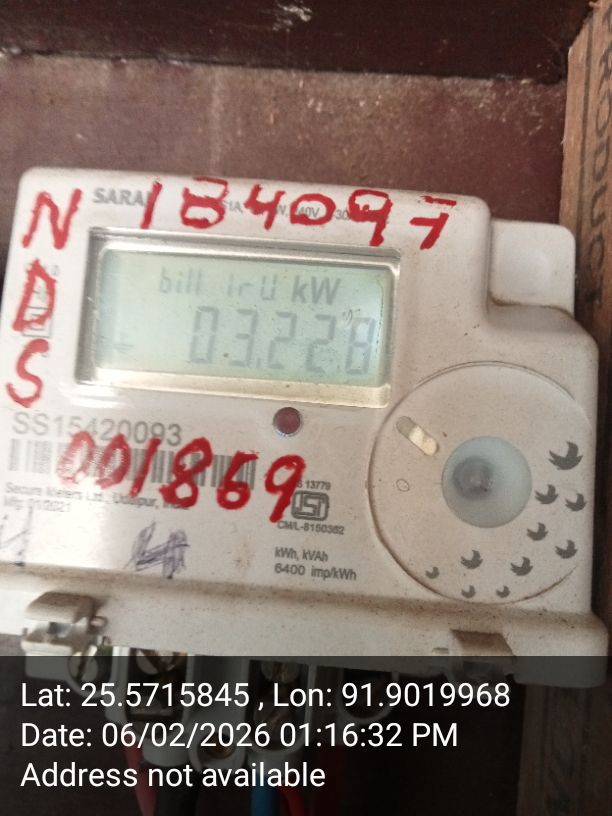 SARAL
N 184097
240V
D
S
bill 1rU kW
03.228
SS15420093
001869
Secure Meters Ltd., Udaipur, India
IS 13779
CM/L-8150362
kWh, kVAh
6400 imp/kWh
Lat: 25.5715845 , Lon: 91.9019968
Date: 06/02/2026 01:16:32 PM
Address not available